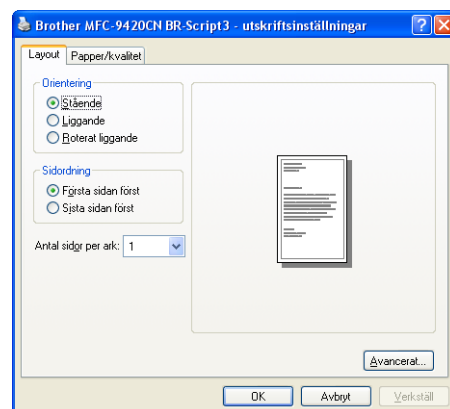 Brother MFC-9420CN BR-Script3 - utskriftsinställningar
Layout Papper/kvalitet
Orientering
Stående
Liggande
Roterat liggande
Sidordning
Första sidan först
Sista sidan först
Antal sidor per ark: 1
Avancerat...
OK Avbryt Verkställ